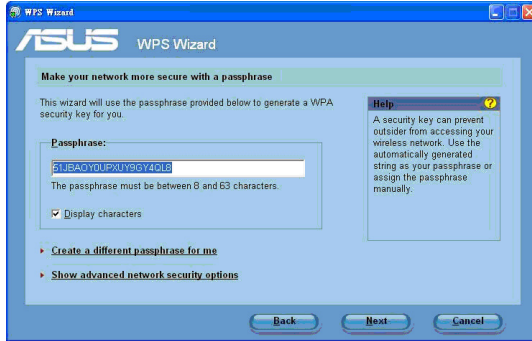 WPS Wizard
ASUS WPS Wizard
Make your network more secure with a passphrase
This wizard will use the passphrase provided below to generate a WPA
security key for you.
Passphrase:
61JBAOY0UPXUY9GY4QL8
The passphrase must be between 8 and 63 characters.
Display characters
Create a different passphrase for me
Show advanced network security options
Help ?
A security key can prevent
outsider from accessing your
wireless network. Use the
automatically generated
string as your passphrase or
assign the passphrase
manually.
Back Next Cancel